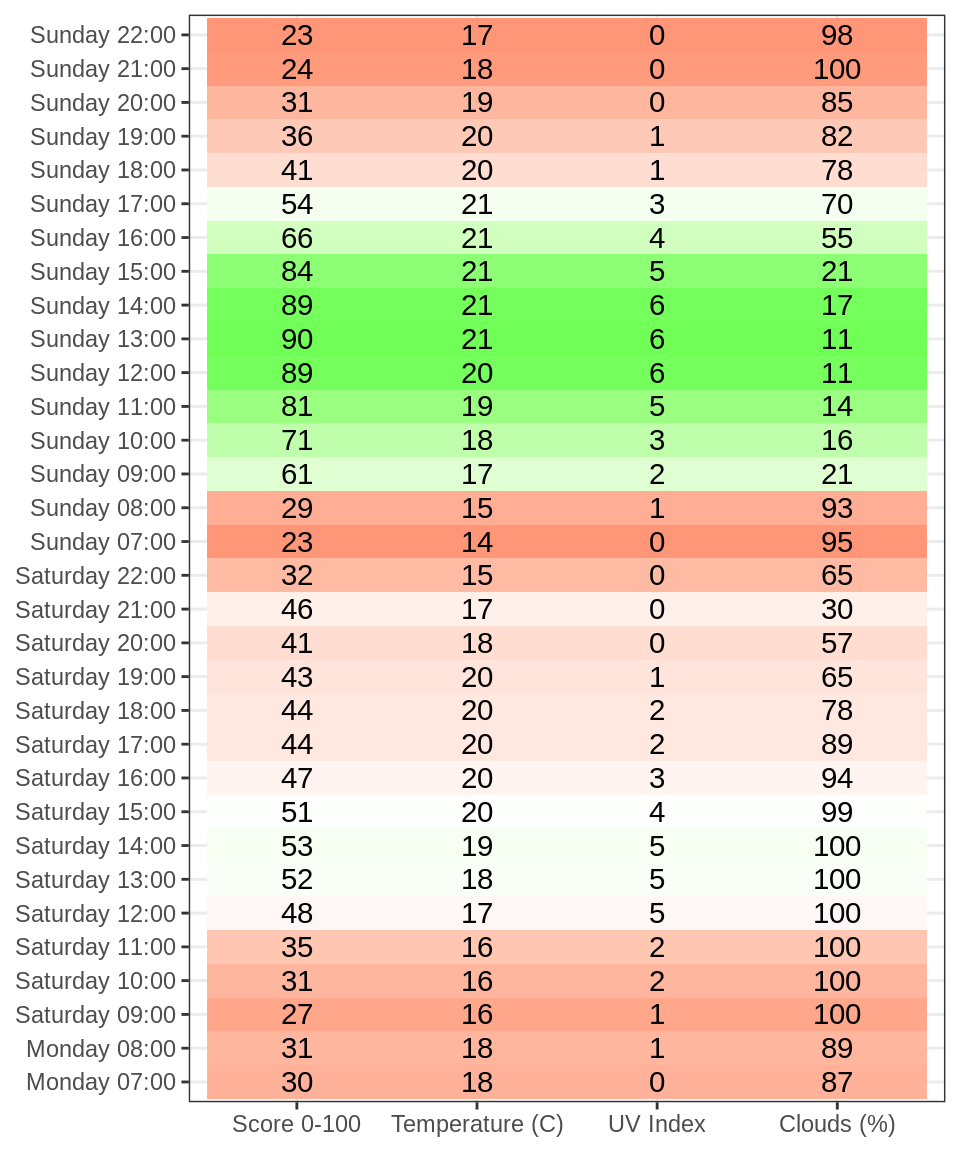 Sunday 22:00 23 17 0 98
Sunday 21:00 24 18 0 100
Sunday 20:00 31 19 0 85
Sunday 19:00 36 20 1 82
Sunday 18:00 41 20 1 78
Sunday 17:00 54 21 3 70
Sunday 16:00 66 21 4 55
Sunday 15:00 84 21 5 21
Sunday 14:00 89 21 6 17
Sunday 13:00 90 21 6 11
Sunday 12:00 89 20 6 11
Sunday 11:00 81 19 5 14
Sunday 10:00 71 18 3 16
Sunday 09:00 61 17 2 21
Sunday 08:00 29 15 1 93
Sunday 07:00 23 14 0 95
Saturday 22:00 32 15 0 65
Saturday 21:00 46 17 0 30
Saturday 20:00 41 18 0 57
Saturday 19:00 43 20 1 65
Saturday 18:00 44 20 2 78
Saturday 17:00 44 20 2 89
Saturday 16:00 47 20 3 94
Saturday 15:00 51 20 4 99
Saturday 14:00 53 19 5 100
Saturday 13:00 52 18 5 100
Saturday 12:00 48 17 5 100
Saturday 11:00 35 16 2 100
Saturday 10:00 31 16 2 100
Saturday 09:00 27 16 1 100
Monday 08:00 31 18 1 89
Monday 07:00 30 18 0 87
Score 0-100 Temperature (C) UV Index Clouds (%)